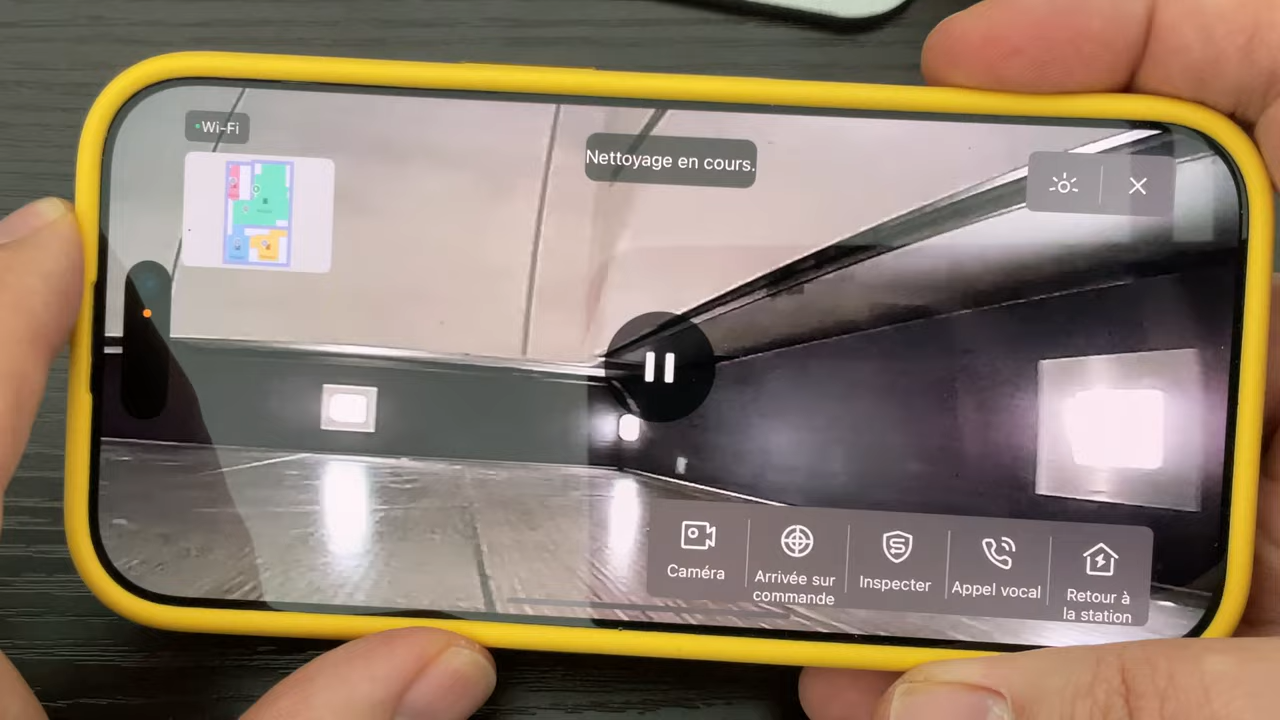 Wi-Fi
Nettoyage en cours.
Caméra
Arrivée sur
commande
Inspecter
Appel vocal
Retour à
la station